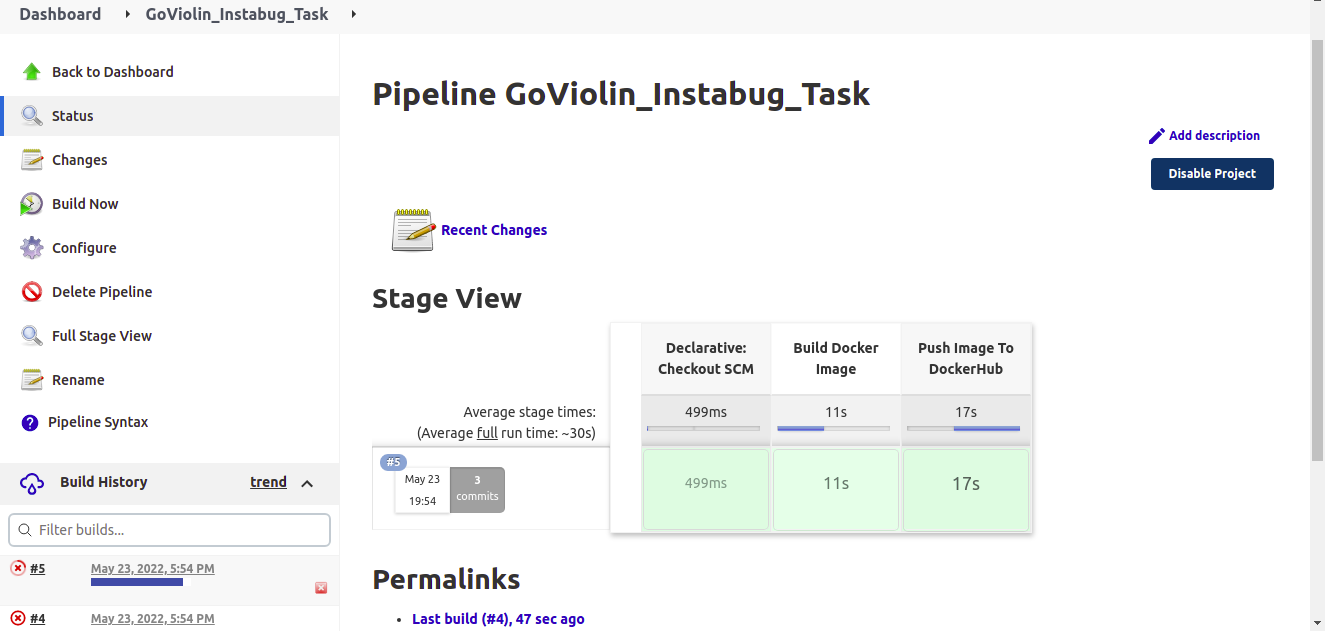 Dashboard
GoViolin_Instabug_Task
Back to Dashboard
Status
Changes
Build Now
Configure
Delete Pipeline
Full Stage View
Rename
? Pipeline Syntax
Build History
trend
Filter builds...
#5
May 23, 2022, 5:54 PM
#4
May 23, 2022, 5:54 PM
Pipeline GoViolin_Instabug_Task
Add description
Disable Project
Recent Changes
Stage View
Declarative:
Checkout SCM
Build Docker
Image
Push Image To
DockerHub
Average stage times:
(Average full run time: ~30s)
499ms
11s
17s
#5
May 23
19:54
3
commits
499ms
11s
17s
Permalinks
• Last build (#4), 47 sec ago